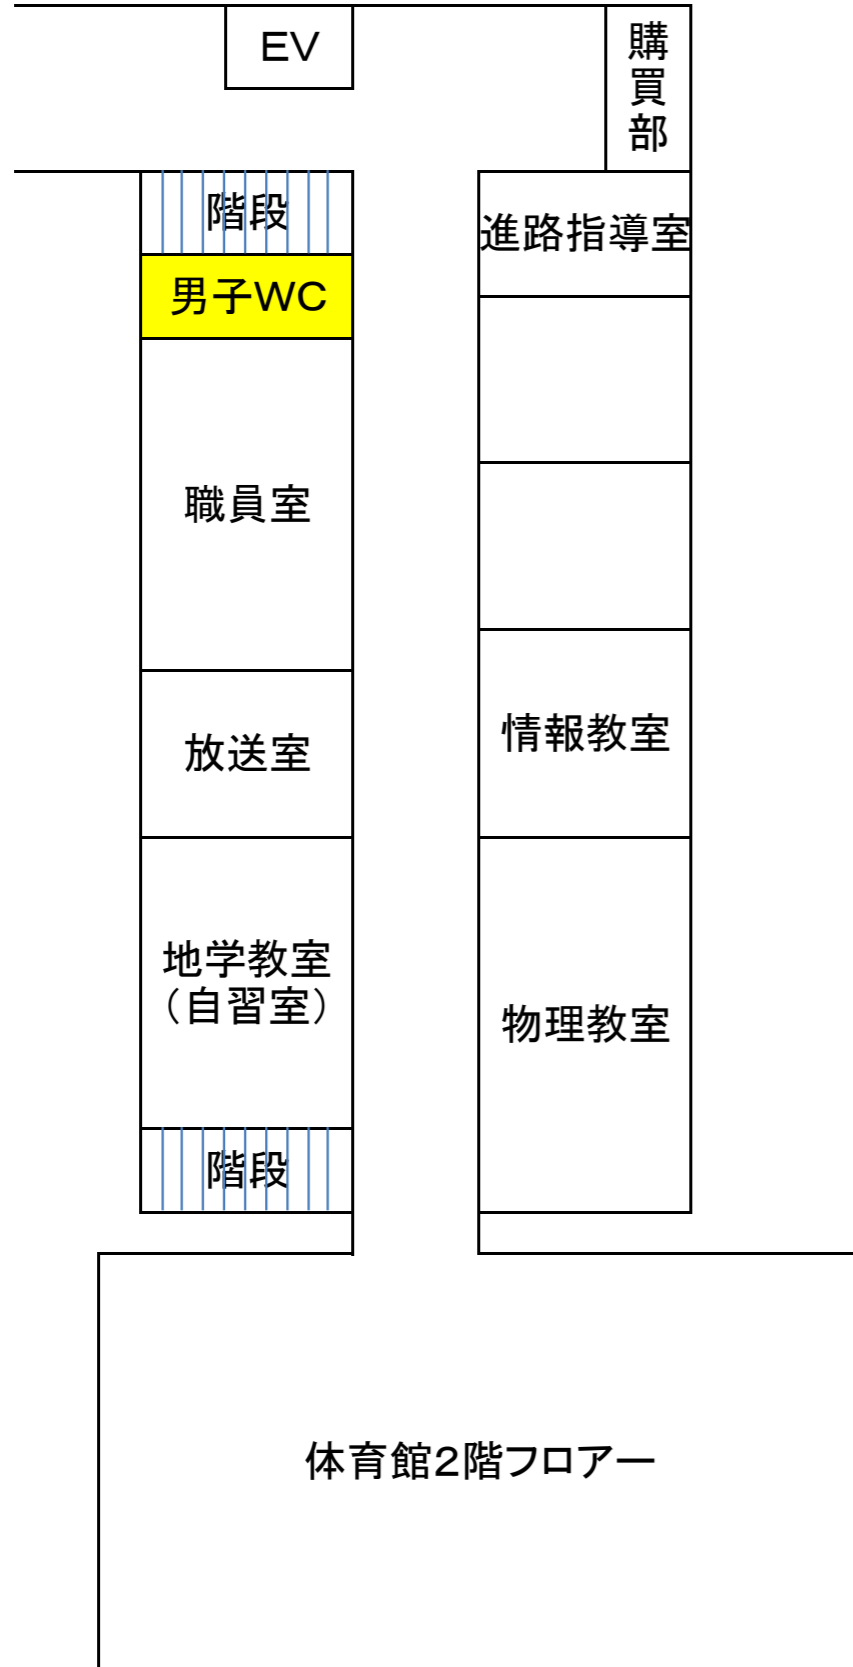 EV
購買部
階段
進路指導室
男子WC
職員室
放送室
情報教室
地学教室
（自習室）
物理教室
階段
体育館2階フロアー